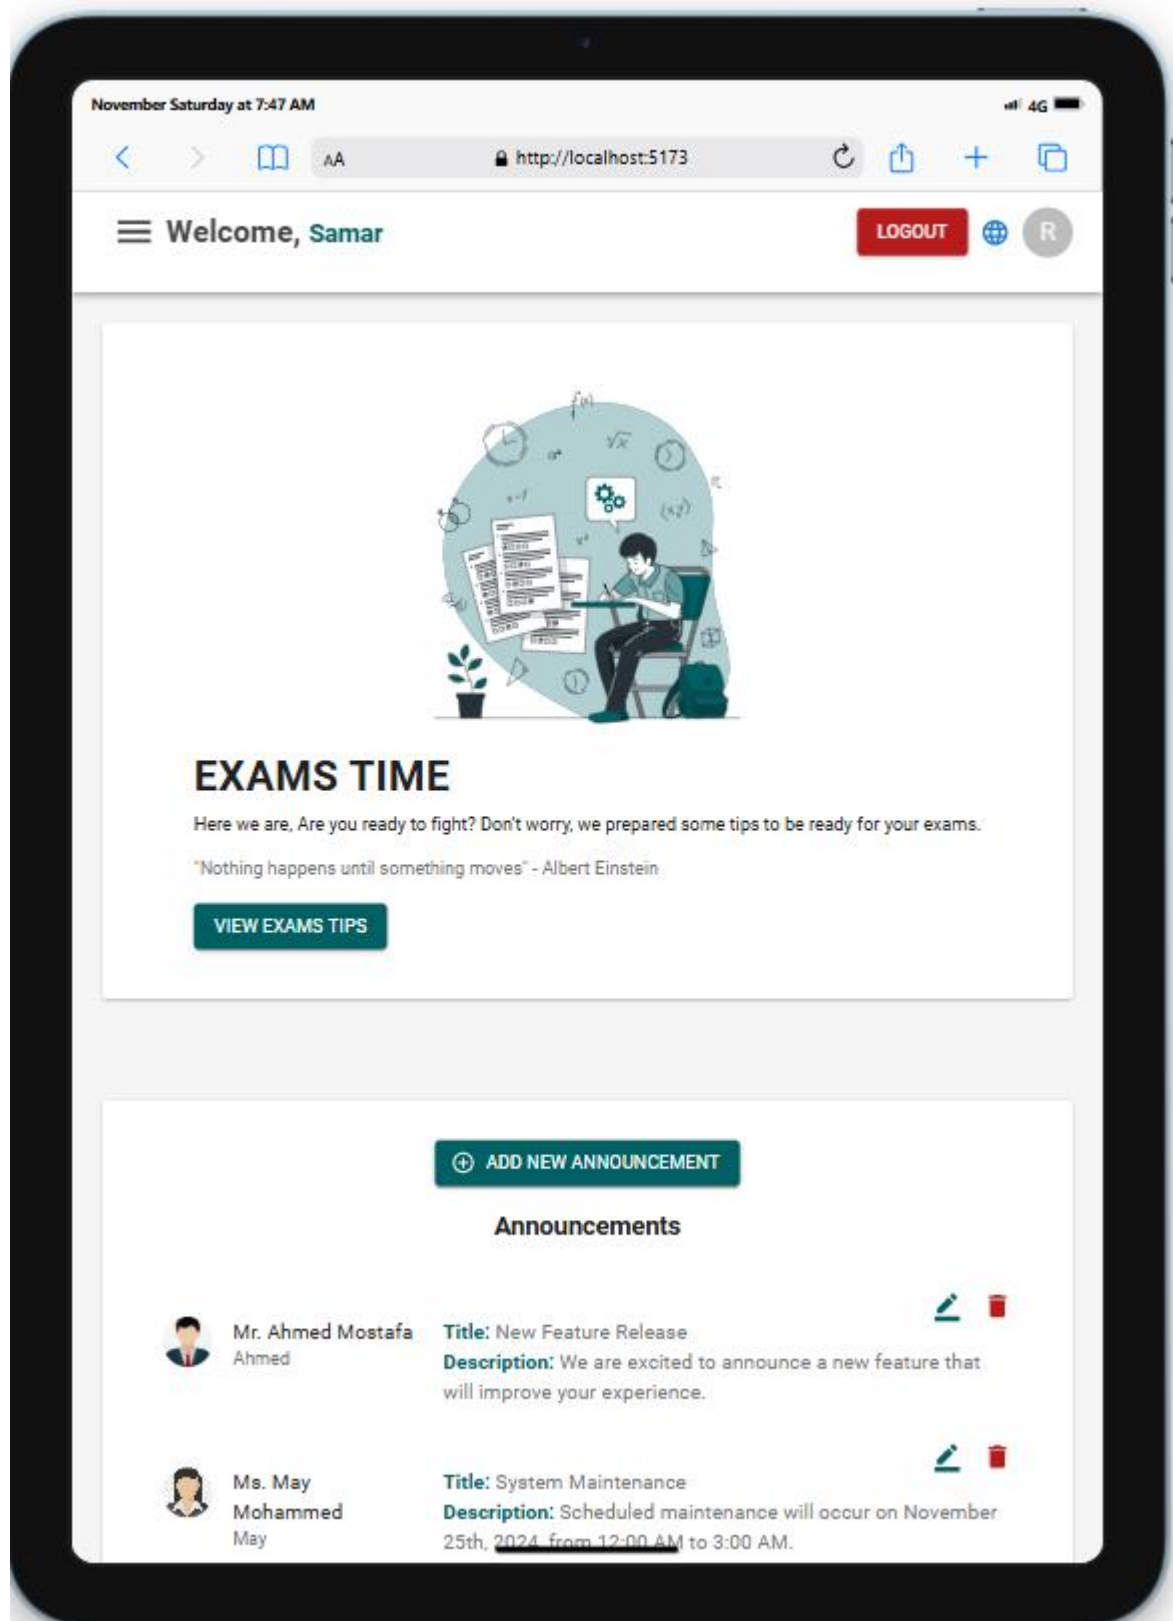 November Saturday at 7:47 AM
4G
AA
http://localhost:5173
Welcome, Samar
LOGOUT
R
f(x)
√x
(x,y)
EXAMS TIME
Here we are, Are you ready to fight? Don't worry, we prepared some tips to be ready for your exams.
"Nothing happens until something moves" - Albert Einstein
VIEW EXAMS TIPS
ADD NEW ANNOUNCEMENT
Announcements
Mr. Ahmed Mostafa
Ahmed
Title: New Feature Release
Description: We are excited to announce a new feature that
will improve your experience.
Ms. May
Mohammed
May
Title: System Maintenance
Description: Scheduled maintenance will occur on November
25th, 2024, from 12:00 AM to 3:00 AM.